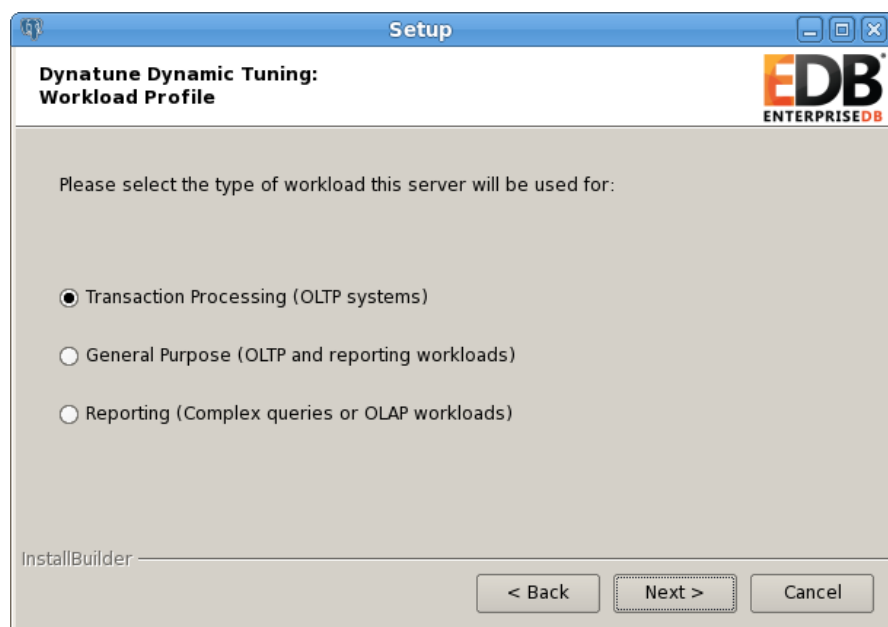 Setup
Dynatune Dynamic Tuning:
Workload Profile
EDB
ENTERPRISEDB
Please select the type of workload this server will be used for:
Transaction Processing (OLTP systems)
General Purpose (OLTP and reporting workloads)
Reporting (Complex queries or OLAP workloads)
InstallBuilder
< Back Next > Cancel